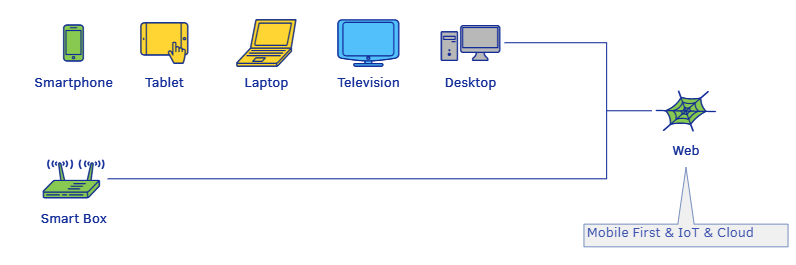 Smartphone
Tablet
Laptop
Television
Desktop
Web
Smart Box
Mobile First & IoT & Cloud